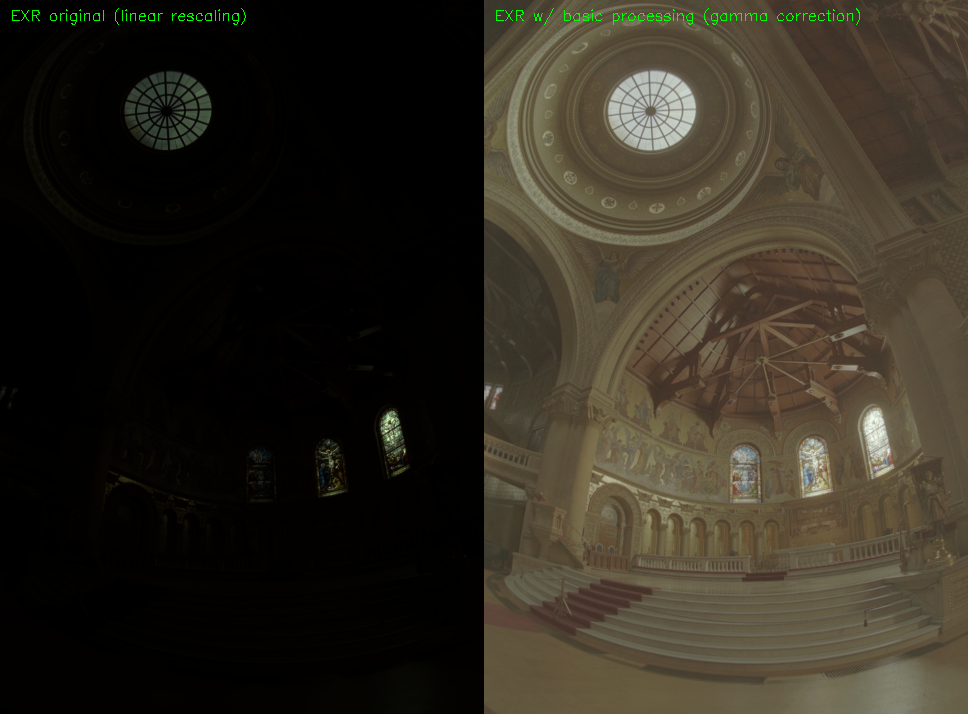 EXR original (linear rescaling)
EXR w/ basic processing (gamma correction)